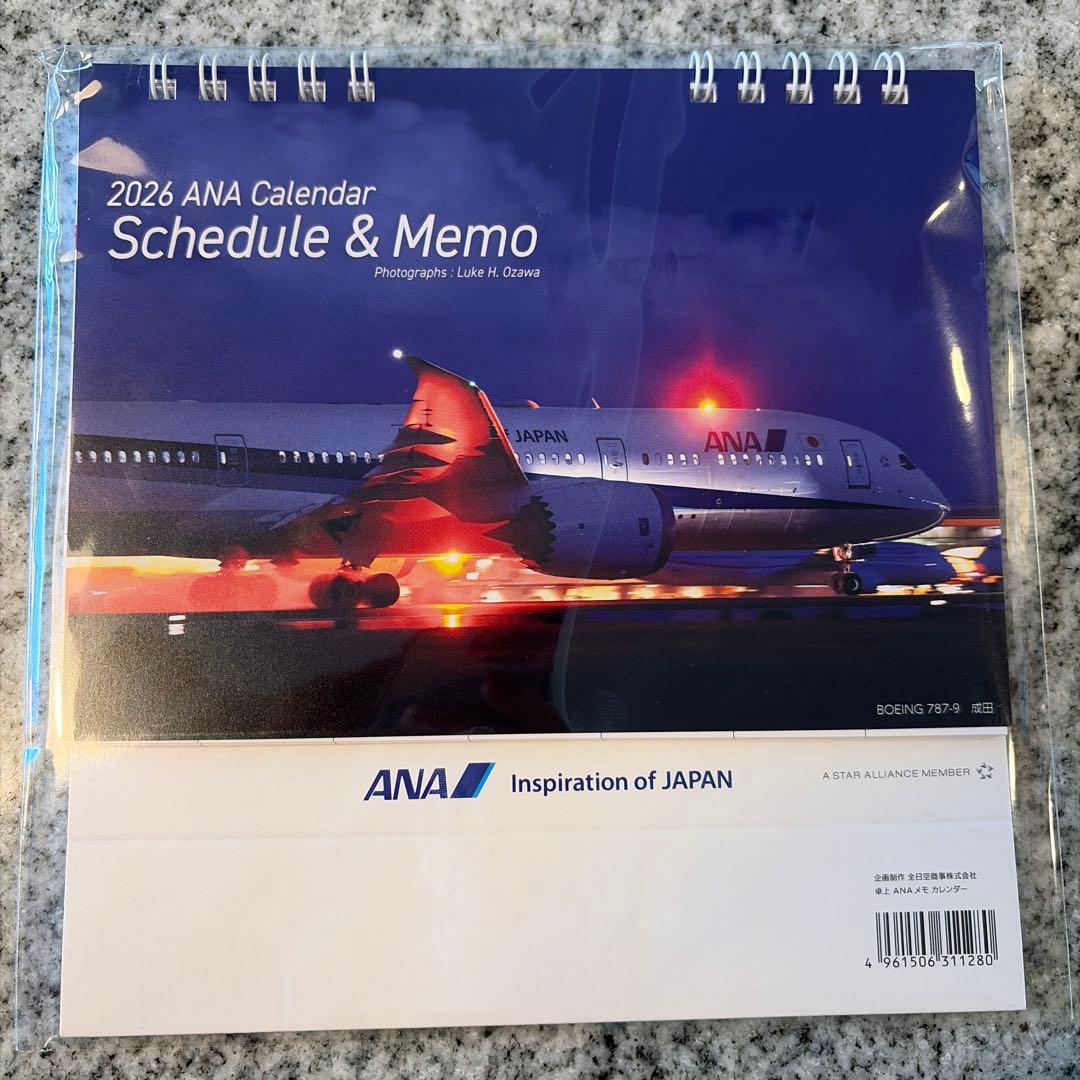 2026 ANA Calendar
Schedule & Memo
Photographs : Luke H. Ozawa
JAPAN
ANA
BOEING 787-9 成田
ANA Inspiration of JAPAN
A STAR ALLIANCE MEMBER
企画制作 全日空商事株式会社
卓上 ANAメモ カレンダー
4 961506 311280